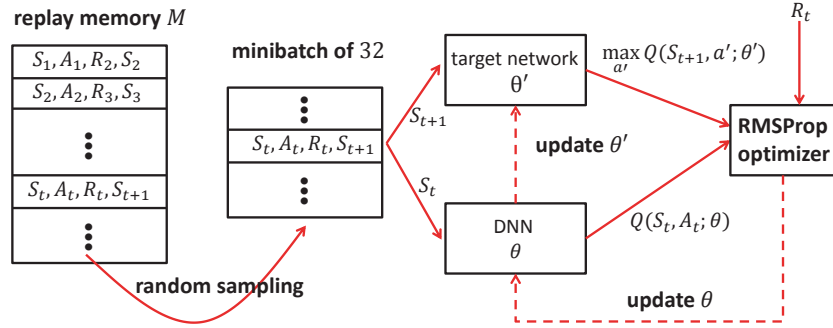 replay memory M
S₁, A₁, R₂, S₂
S₂, A₂, R₃, S₃
Sₜ, Aₜ, Rₜ, Sₜ₊₁
random sampling
minibatch of 32
Sₜ, Aₜ, Rₜ, Sₜ₊₁
Sₜ₊₁
Sₜ
target network
θ′
update θ′
DNN
θ
max Q(Sₜ₊₁, a′; θ′)
a′
Q(Sₜ, Aₜ; θ)
Rₜ
RMSProp
optimizer
update θ